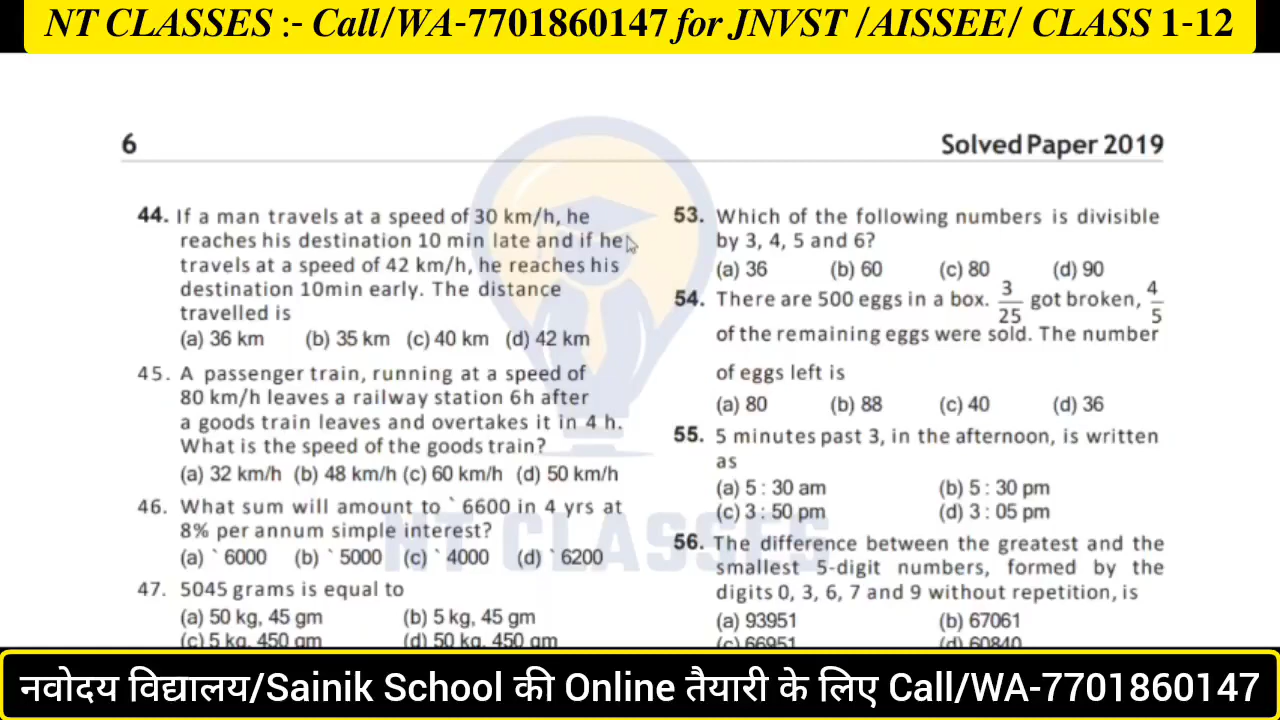 NT CLASSES :- Call/WA-7701860147 for JNVST /AISSEE/ CLASS 1-12
6
Solved Paper 2019
44. If a man travels at a speed of 30 km/h, he
reaches his destination 10 min late and if he
travels at a speed of 42 km/h, he reaches his
destination 10min early. The distance
travelled is
(a) 36 km (b) 35 km (c) 40 km (d) 42 km
45. A passenger train, running at a speed of
80 km/h leaves a railway station 6h after
a goods train leaves and overtakes it in 4 h.
What is the speed of the goods train?
(a) 32 km/h (b) 48 km/h (c) 60 km/h (d) 50 km/h
46. What sum will amount to ` 6600 in 4 yrs at
8% per annum simple interest?
(a) ` 6000 (b) ` 5000 (c) ` 4000 (d) ` 6200
47. 5045 grams is equal to
(a) 50 kg, 45 gm (b) 5 kg, 45 gm
(c) 5 kg, 450 gm (d) 50 kg, 450 gm
53. Which of the following numbers is divisible
by 3, 4, 5 and 6?
(a) 36 (b) 60 (c) 80 (d) 90
54. There are 500 eggs in a box. 3/25 got broken, 4/5
of the remaining eggs were sold. The number
of eggs left is
(a) 80 (b) 88 (c) 40 (d) 36
55. 5 minutes past 3, in the afternoon, is written
as
(a) 5 : 30 am (b) 5 : 30 pm
(c) 3 : 50 pm (d) 3 : 05 pm
56. The difference between the greatest and the
smallest 5-digit numbers, formed by the
digits 0, 3, 6, 7 and 9 without repetition, is
(a) 93951 (b) 67061
(c) 66951 (d) 60840
NT CLASSES
नवोदय विद्यालय/Sainik School की Online तैयारी के लिए Call/WA-7701860147